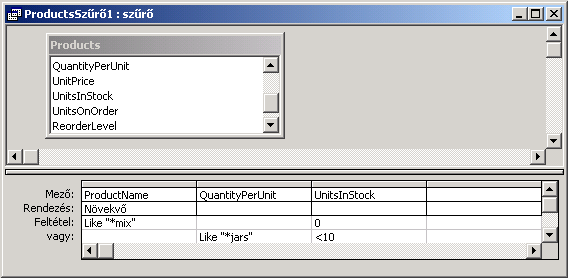 ProductsSzűrő1 : szűrő
Products
QuantityPerUnit
UnitPrice
UnitsInStock
UnitsOnOrder
ReorderLevel
Mező: ProductName QuantityPerUnit UnitsInStock
Rendezés: Növekvő
Feltétel: Like "*mix" 0
vagy: Like "*jars" <10